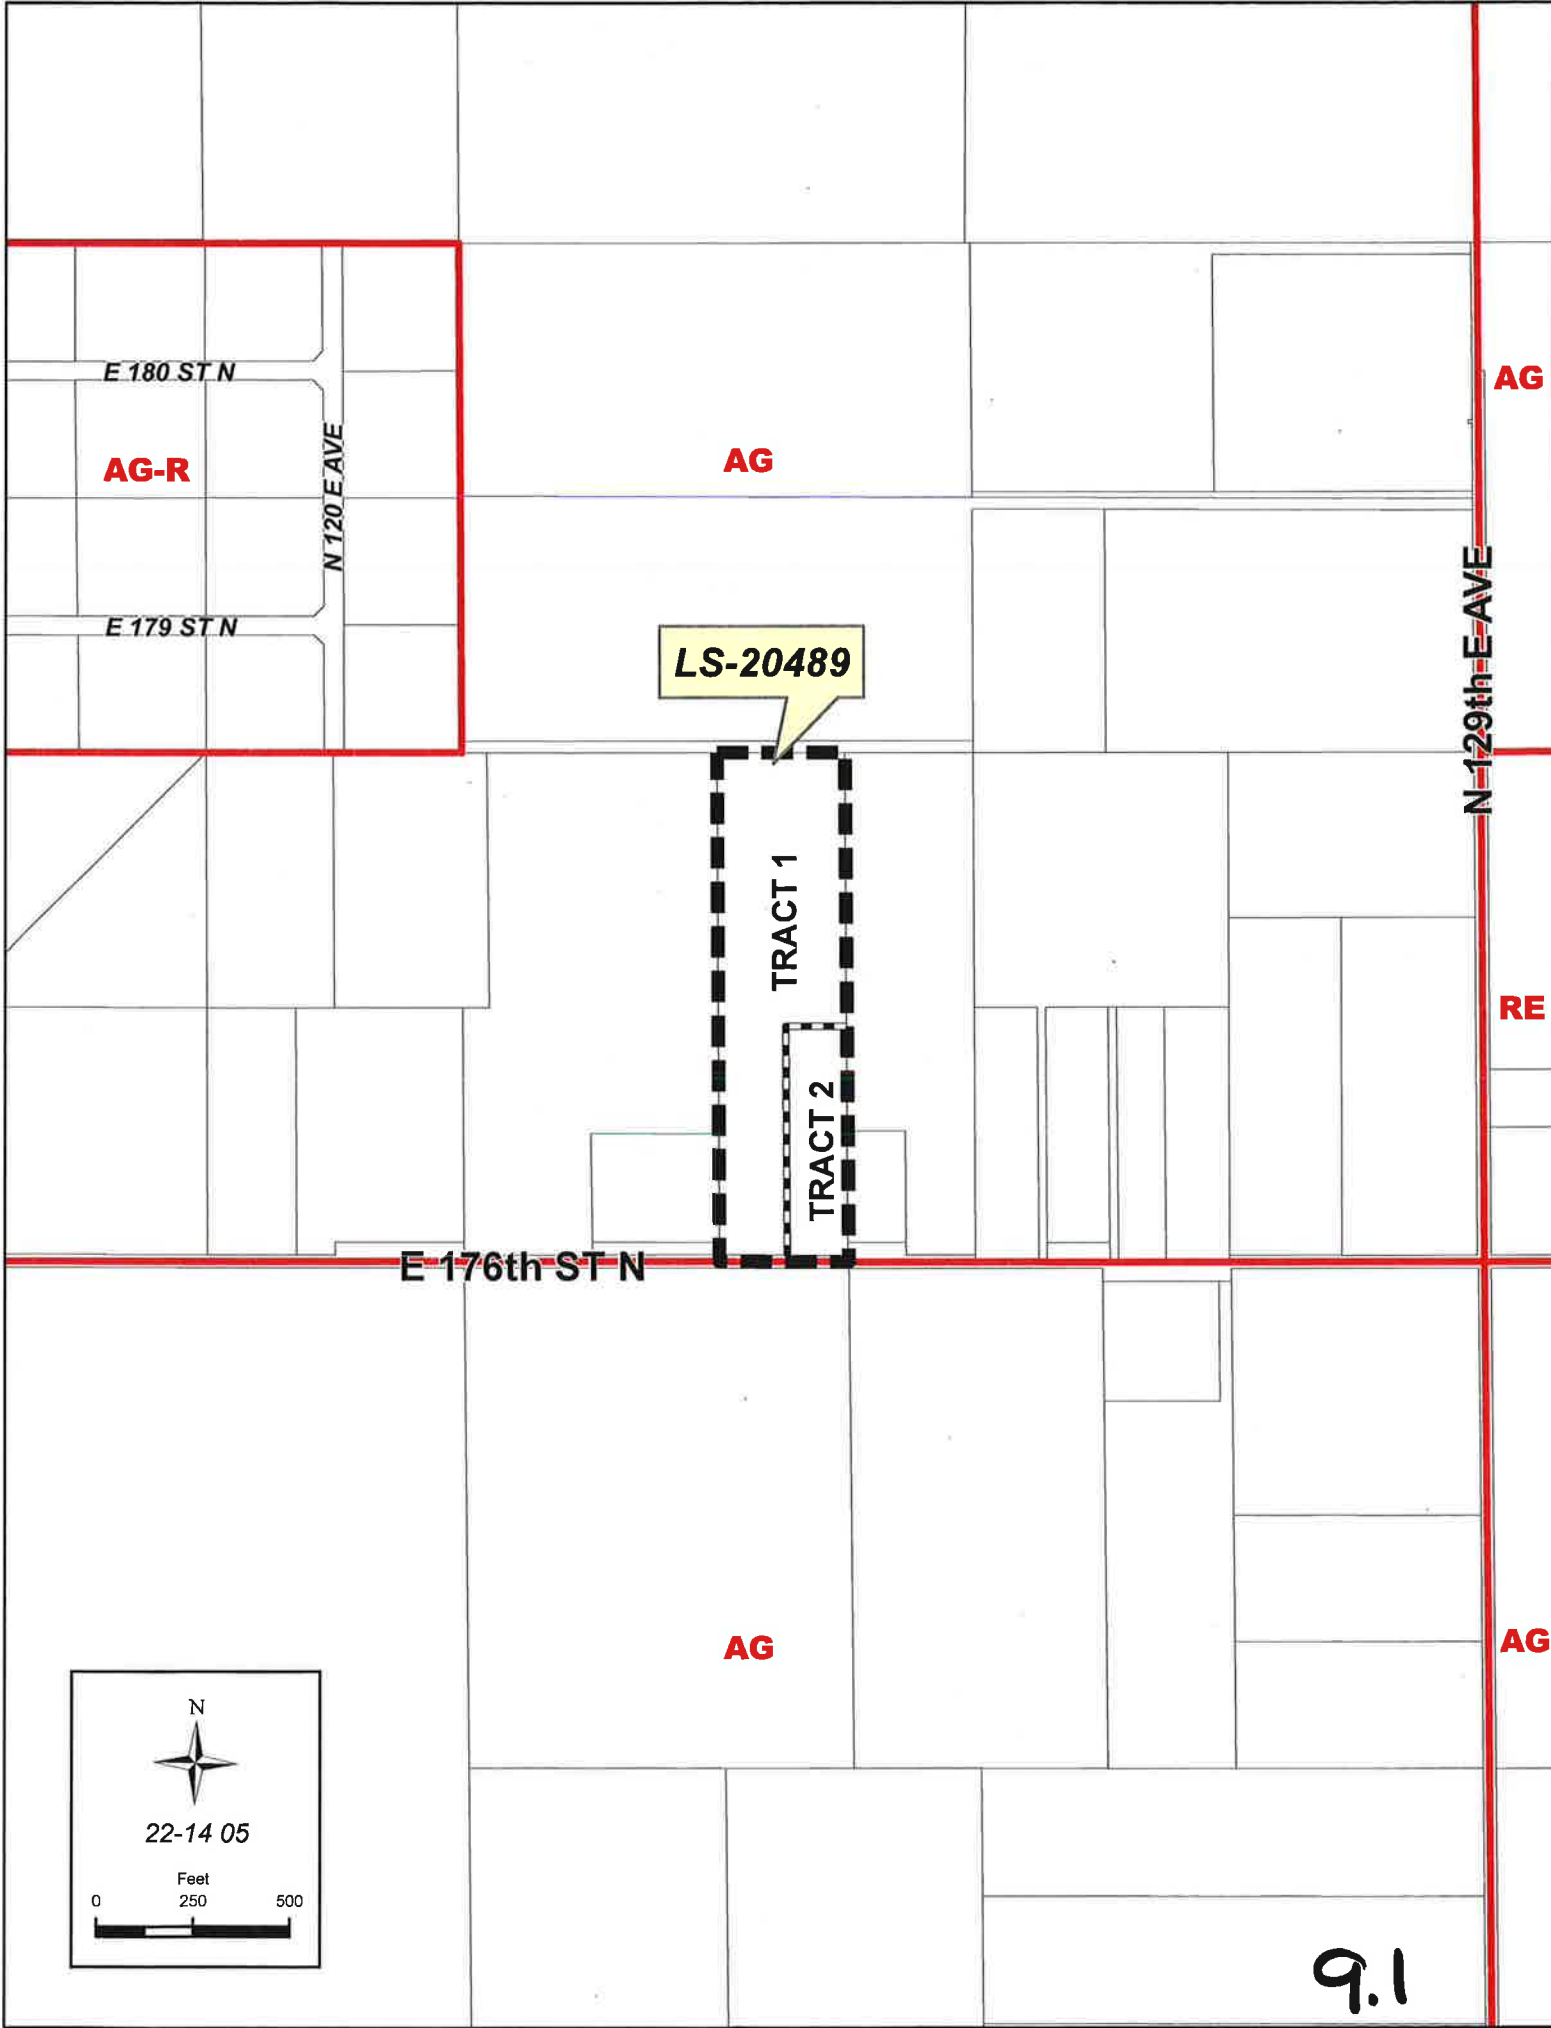 E 180 ST N
AG
AG
AG-R
N 120 E AVE
E 179 ST N
LS-20489
N 129th E AVE
TRACT 1
RE
TRACT 2
E 176th ST N
AG
AG
N
22-14 05
Feet
0 250 500
9.1